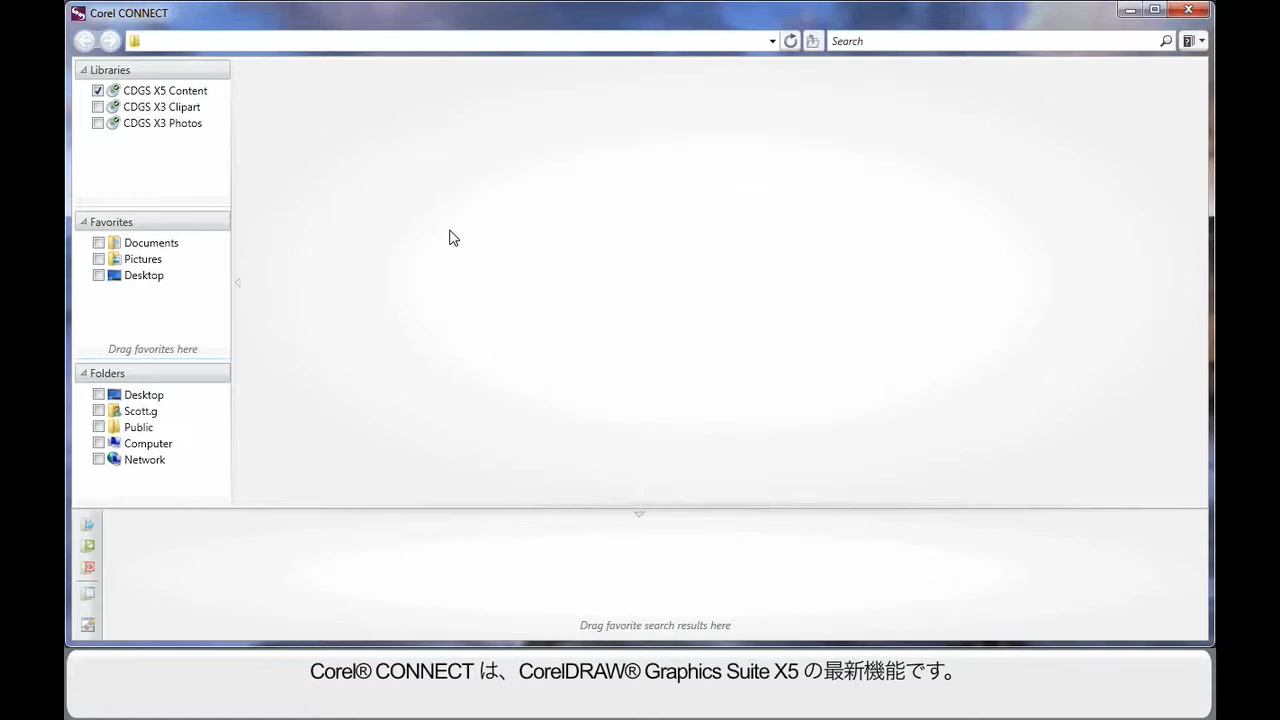 Corel CONNECT
Search
Libraries
CDGS X5 Content
CDGS X3 Clipart
CDGS X3 Photos
Favorites
Documents
Pictures
Desktop
Drag favorites here
Folders
Desktop
Scott.g
Public
Computer
Network
Drag favorite search results here
Corel® CONNECT は、CorelDRAW® Graphics Suite X5 の最新機能です。